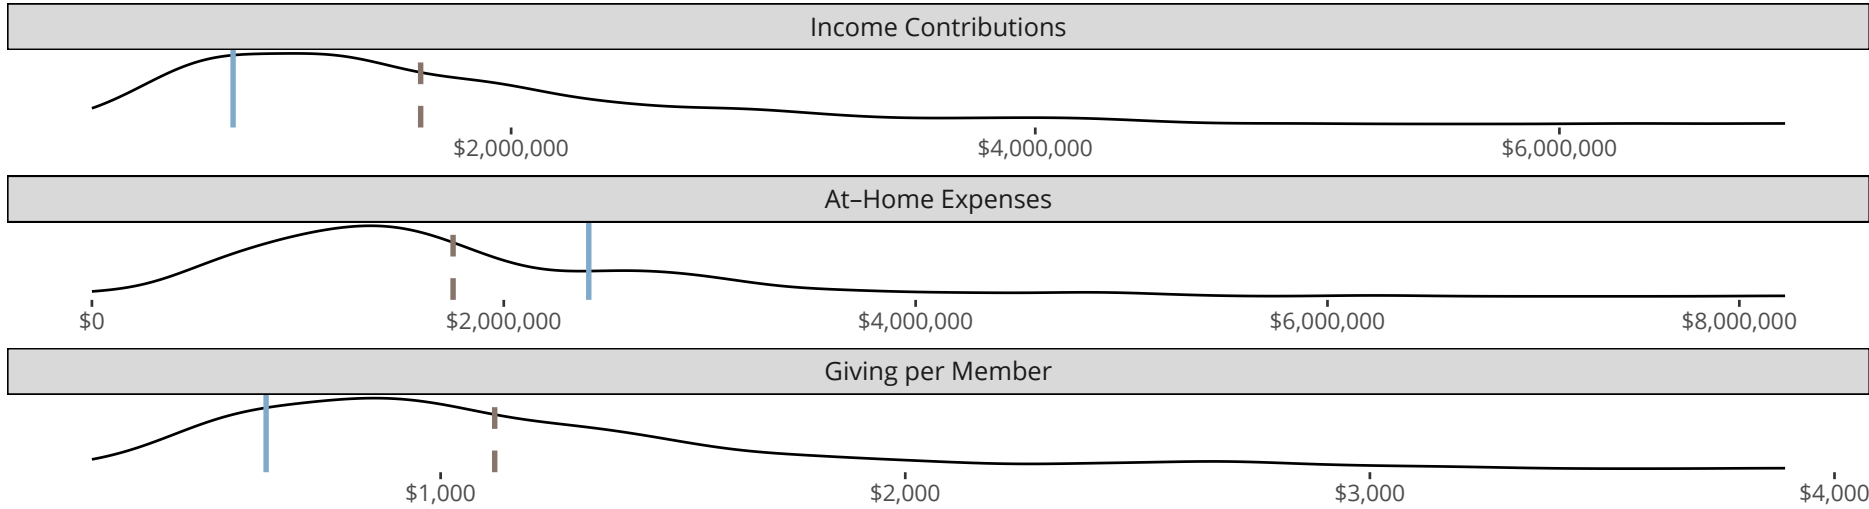 Income Contributions
$2,000,000 $4,000,000 $6,000,000
At–Home Expenses
$0 $2,000,000 $4,000,000 $6,000,000 $8,000,000
Giving per Member
$1,000 $2,000 $3,000 $4,000